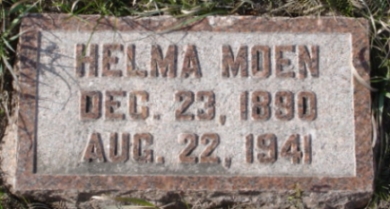 HELMA MOEN
DEC. 23, 1890
AUG. 22, 1941